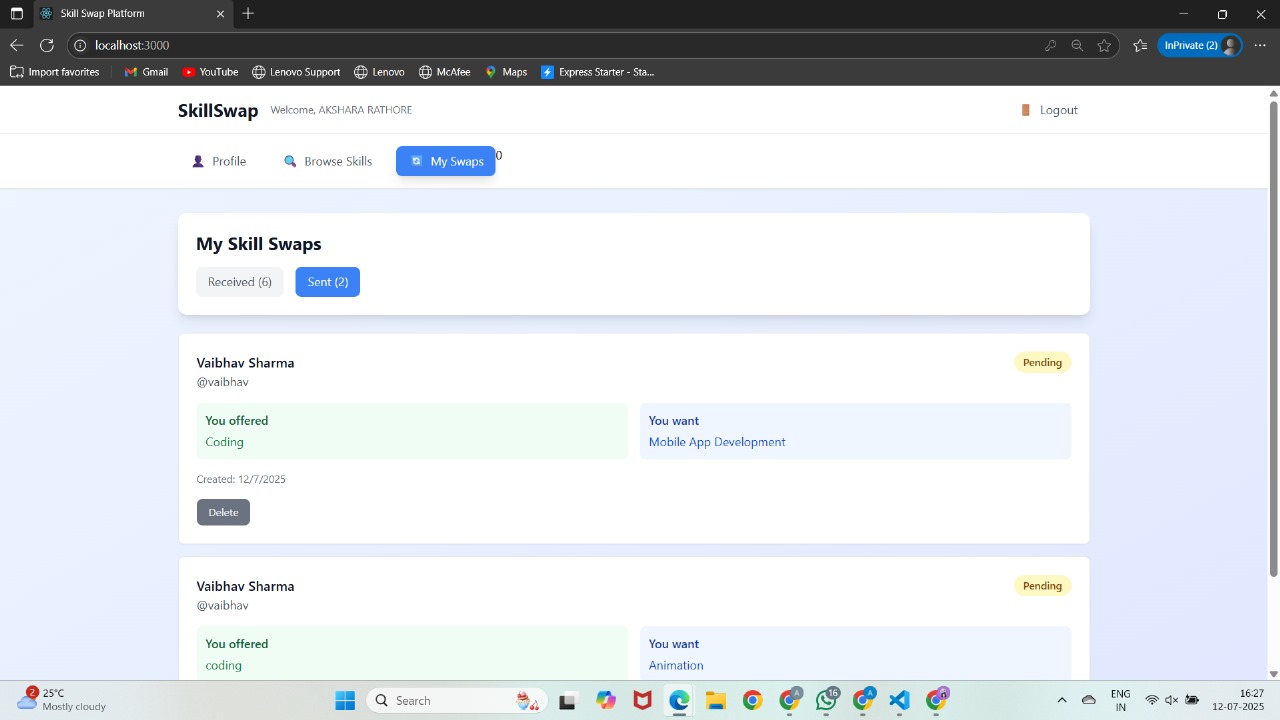 Skill Swap Platform
localhost:3000
InPrivate (2)
Import favorites
Gmail
YouTube
Lenovo Support
Lenovo
McAfee
Maps
Express Starter - Sta...
SkillSwap
Welcome, AKSHARA RATHORE
Logout
Profile
Browse Skills
My Swaps
0
My Skill Swaps
Received (6)
Sent (2)
Vaibhav Sharma
Pending
@vaibhav
You offered
Coding
You want
Mobile App Development
Created: 12/7/2025
Delete
Vaibhav Sharma
Pending
@vaibhav
You offered
coding
You want
Animation
2
25°C
Mostly cloudy
Search
A
16
A
ENG
IN
16:27
12-07-2025